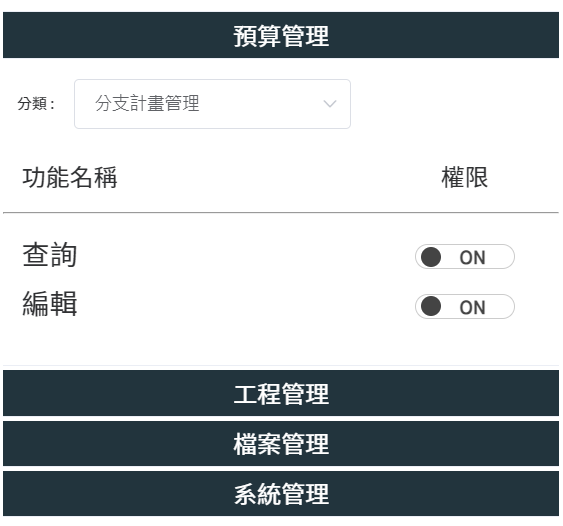 預算管理
分類： 分支計畫管理
功能名稱 權限
查詢 ON
編輯 ON
工程管理
檔案管理
系統管理